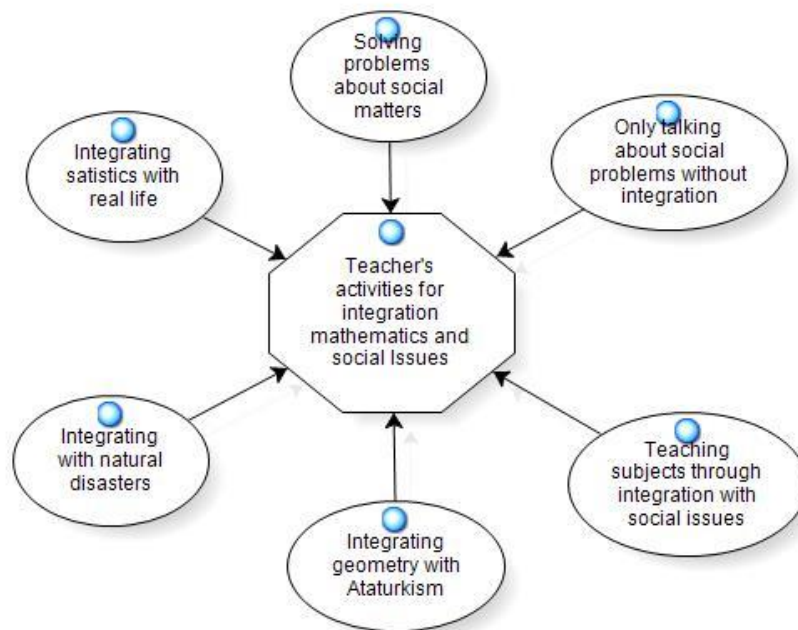 Solving
problems
about social
matters
Integrating
satistics with
real life
Only talking
about social
problems without
integration
Teacher's
activities for
integration
mathematics and
social Issues
Integrating
with natural
disasters
Teaching
subjects through
integration with
social issues
Integrating
geometry with
Ataturkism